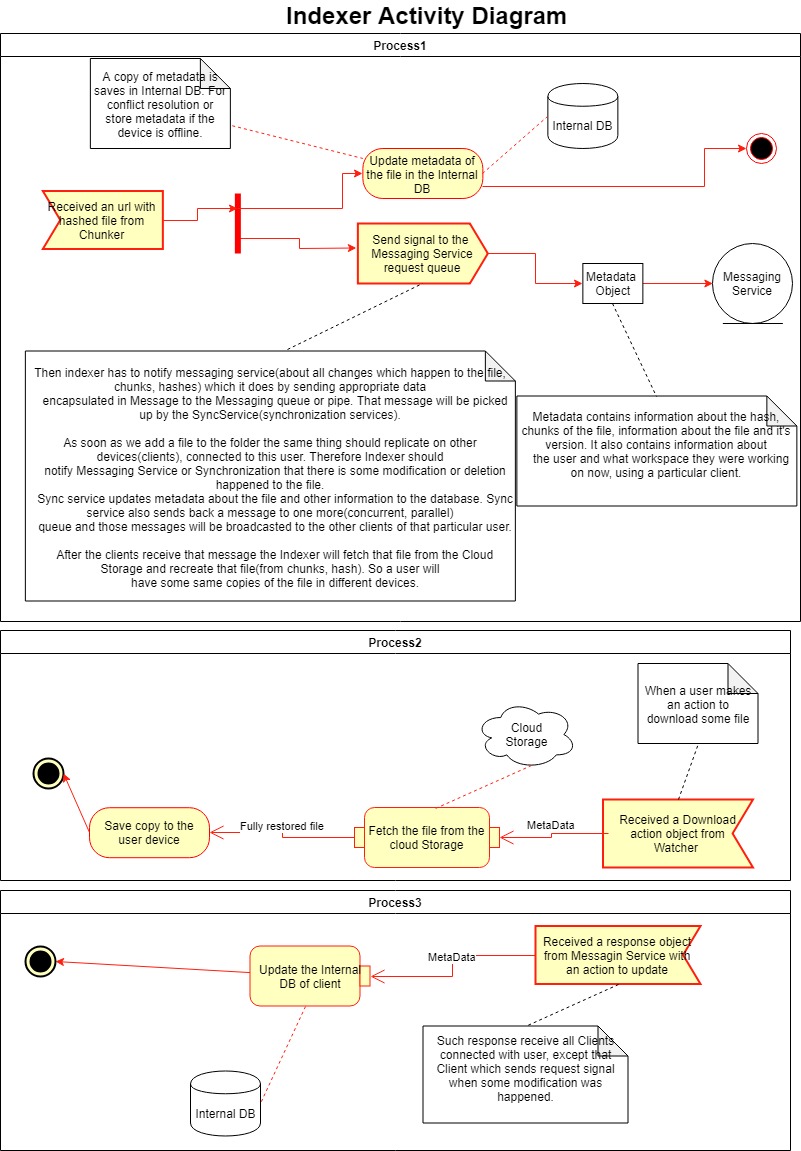 Indexer Activity Diagram
Process1
A copy of metadata is
saves in Internal DB. For
conflict resolution or
store metadata if the
device is offline.
Internal DB
Update metadata of
the file in the Internal
DB
Received an url with
hashed file from
Chunker
Send signal to the
Messaging Service
request queue
Metadata
Object
Messaging
Service
Then indexer has to notify messaging service(about all changes which happen to the file,
chunks, hashes) which it does by sending appropriate data
encapsulated in Message to the Messaging queue or pipe. That message will be picked
up by the SyncService(synchronization services).
As soon as we add a file to the folder the same thing should replicate on other
devices(clients), connected to this user. Therefore Indexer should
notify Messaging Service or Synchronization that there is some modification or deletion
happened to the file.
Sync service updates metadata about the file and other information to the database. Sync
service also sends back a message to one more(concurrent, parallel)
queue and those messages will be broadcasted to the other clients of that particular user.
After the clients receive that message the Indexer will fetch that file from the Cloud
Storage and recreate that file(from chunks, hash). So a user will
have some same copies of the file in different devices.
Metadata contains information about the hash,
chunks of the file, information about the file and it's
version. It also contains information about
the user and what workspace they were working
on now, using a particular client.
Process2
When a user makes
an action to
download some file
Cloud
Storage
Save copy to the
user device
Fully restored file
Fetch the file from the
cloud Storage
MetaData
Received a Download
action object from
Watcher
Process3
Received a response object
from Messagin Service with
an action to update
MetaData
Update the Internal
DB of client
Such response receive all Clients
connected with user, except that
Client which sends request signal
when some modification was
happened.
Internal DB